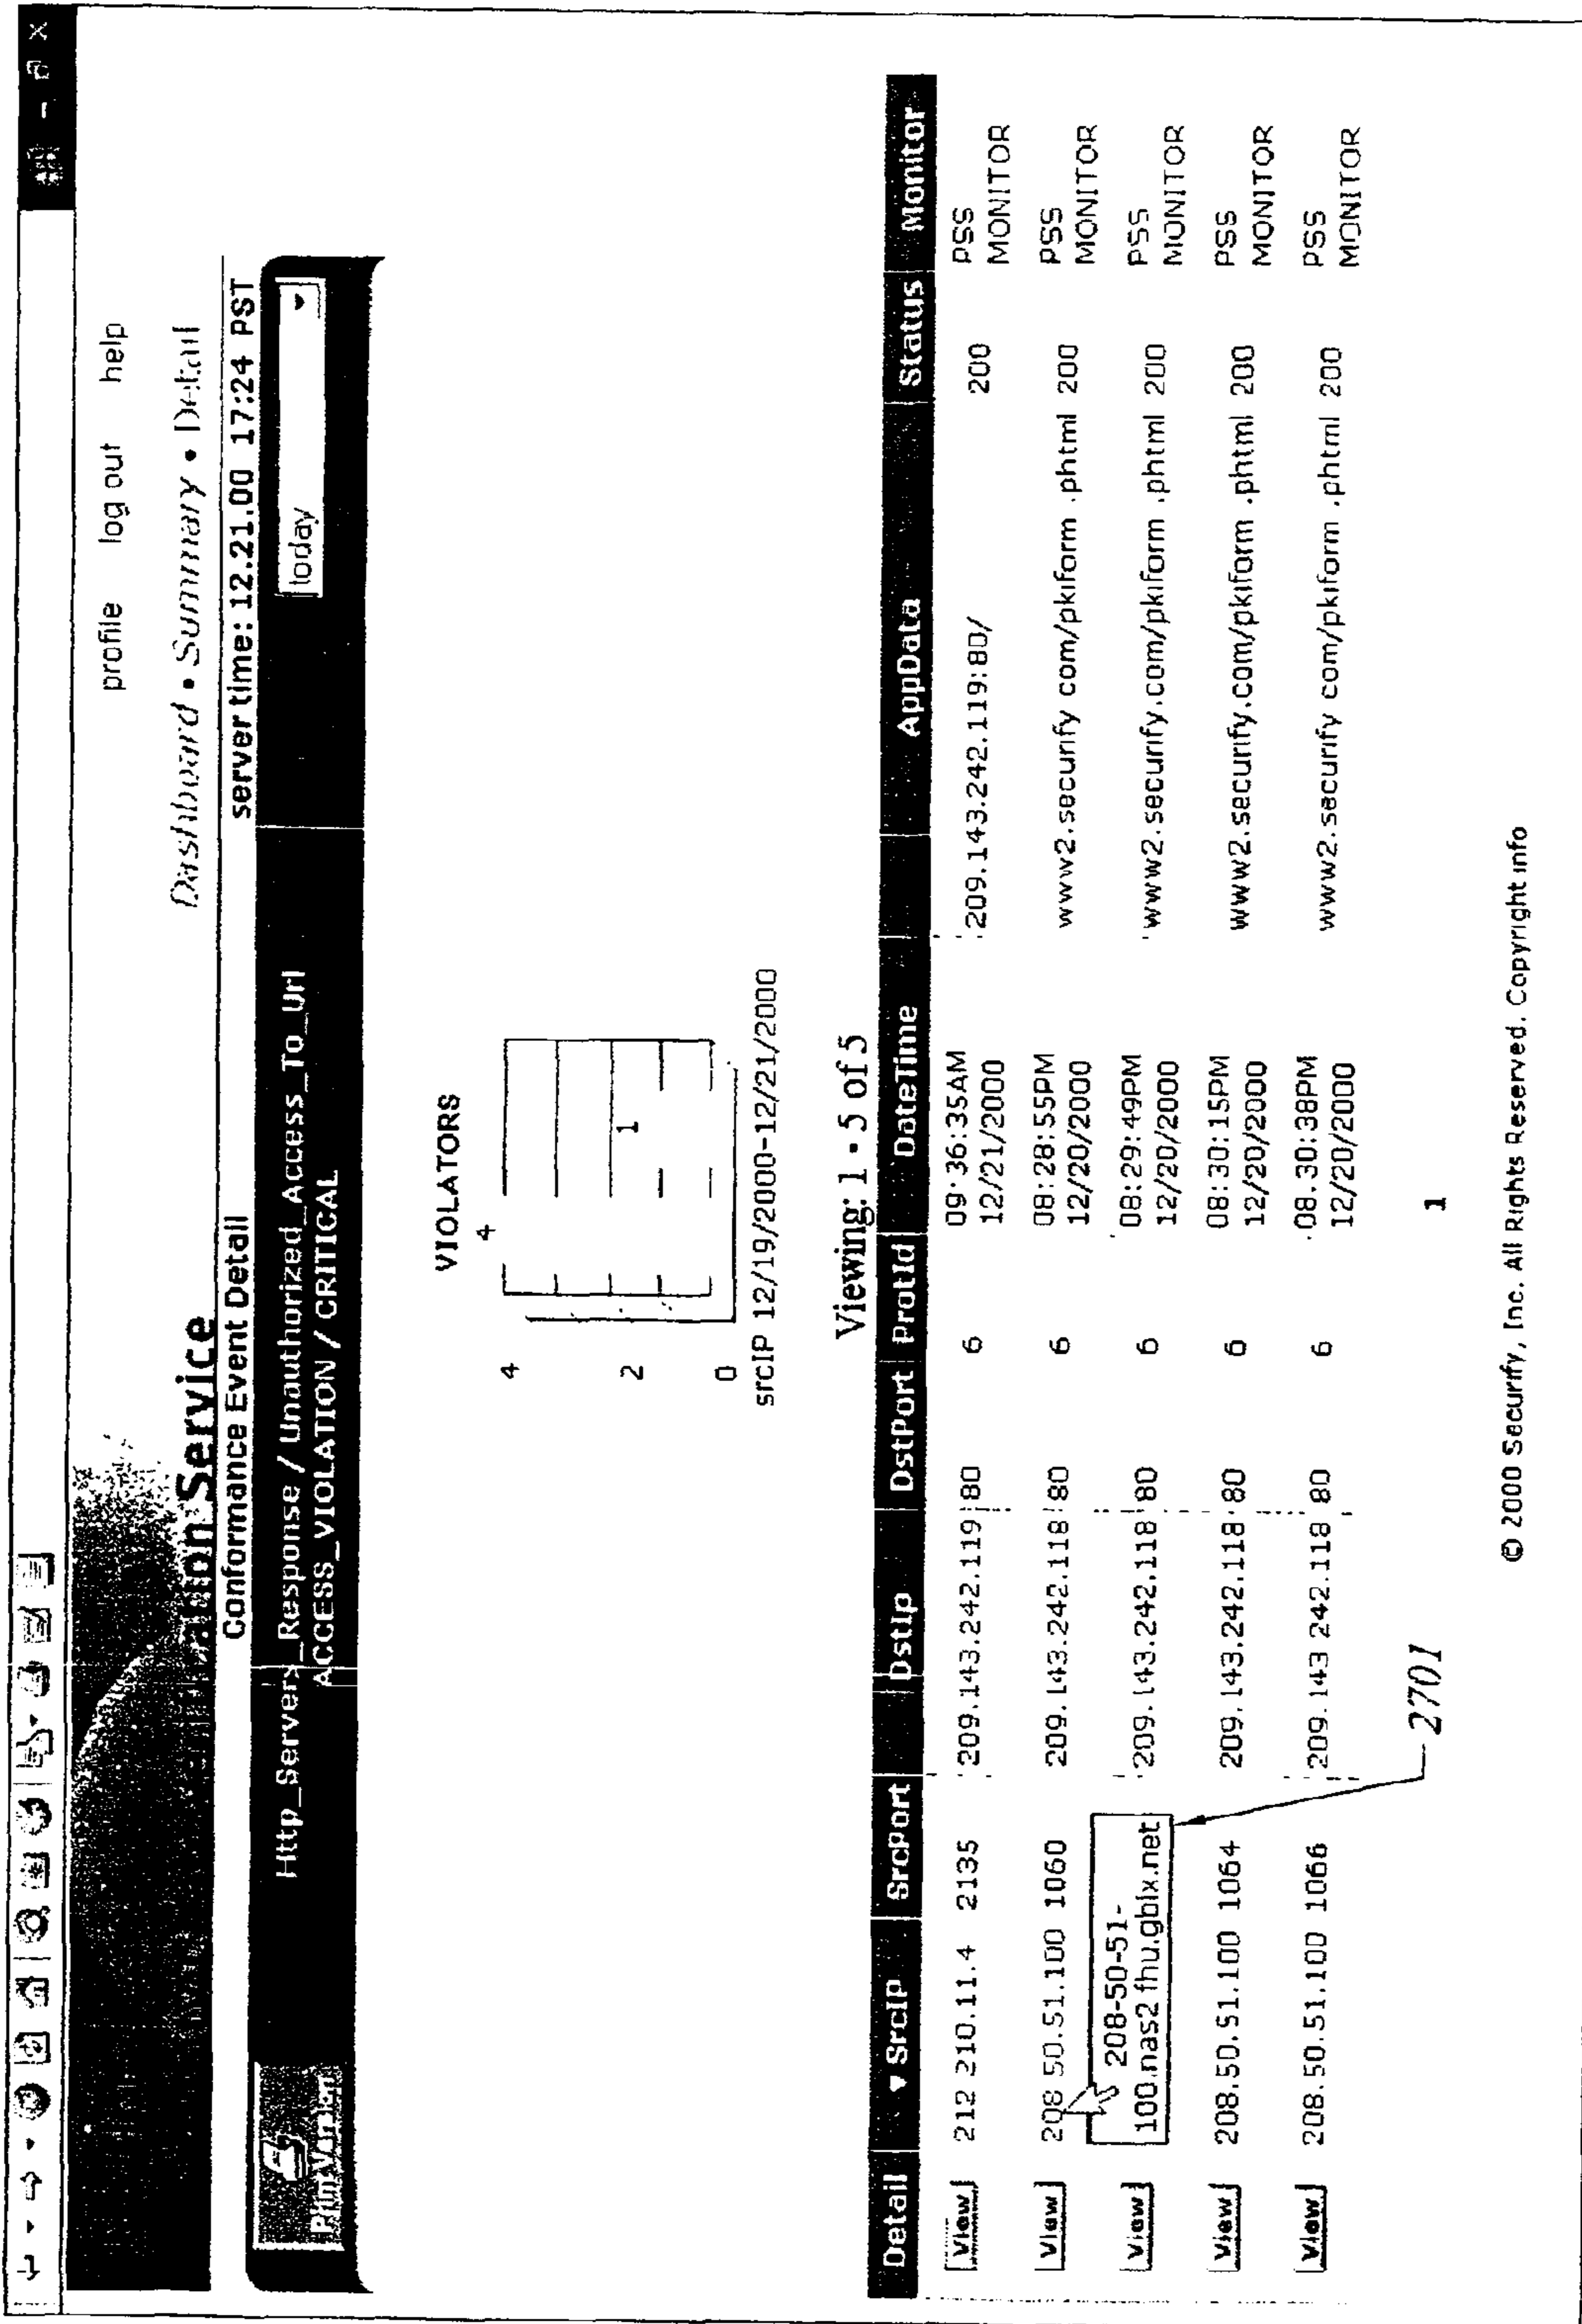 profile log out help
Dashboard • Summary • Detail
Service
Conformance Event Detail
server time: 12.21.00 17:24 PST
Print Version
Http_Servers_Response / Unauthorized_Access_To_Url
ACCESS_VIOLATION / CRITICAL
today
VIOLATORS
4
4
1
2
0
srcIP 12/19/2000-12/21/2000
Viewing: 1 - 5 of 5
Detail ▼ SrcIP SrcPort DstIp DstPort ProtId DateTime AppData Status Monitor
View 212 210.11.4 2135 209.143.242.119 80 6 09:36:35AM 209.143.242.119:80/ 200 PSS
12/21/2000 MONITOR
View 208 50.51.100 1060 209.143.242.118 80 6 08:28:55PM www2.securify com/pkiform .phtml 200 PSS
12/20/2000 MONITOR
View 209.143.242.118 80 6 08:29:49PM www2.securify.com/pkiform .phtml 200 PSS
12/20/2000 MONITOR
208-50-51-
100.nas2 fhu.gblx.net
View 208.50.51.100 1064 209.143.242.118 80 6 08:30:15PM www2.securify.com/pkiform .phtml 200 PSS
12/20/2000 MONITOR
View 208.50.51.100 1066 209.143 242.118 80 6 08.30:38PM www2.securify com/pkiform .phtml 200 PSS
12/20/2000 MONITOR
2701
1
© 2000 Securify, Inc. All Rights Reserved. Copyright info